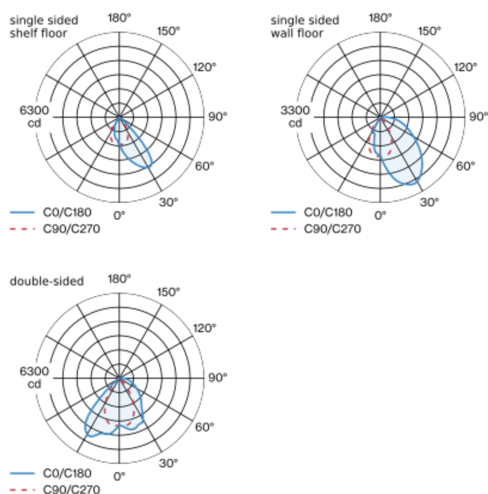 single sided
shelf floor
180°
150°
120°
6300
cd
90°
60°
30°
0°
C0/C180
C90/C270
single sided
wall floor
180°
150°
120°
3300
cd
90°
60°
30°
0°
C0/C180
C90/C270
double-sided
180°
150°
120°
6300
cd
90°
60°
30°
0°
C0/C180
C90/C270